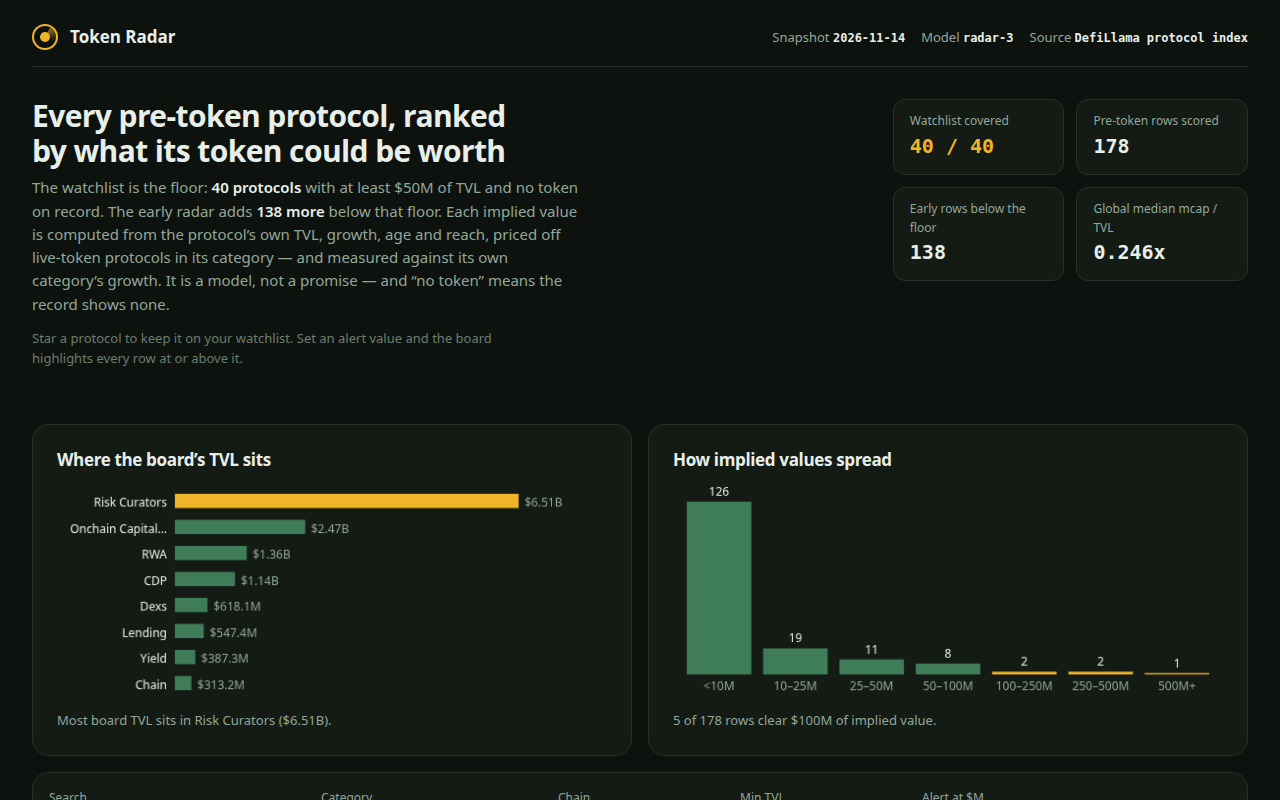 Token Radar
Snapshot 2026-11-14 Model radar-3 Source DefiLlama protocol index
Every pre-token protocol, ranked
by what its token could be worth
The watchlist is the floor: 40 protocols with at least $50M of TVL and no token
on record. The early radar adds 138 more below that floor. Each implied value
is computed from the protocol’s own TVL, growth, age and reach, priced off
live-token protocols in its category — and measured against its own
category’s growth. It is a model, not a promise — and “no token” means the
record shows none.
Star a protocol to keep it on your watchlist. Set an alert value and the board
highlights every row at or above it.
Watchlist covered
40 / 40
Pre-token rows scored
178
Early rows below the
floor
138
Global median mcap /
TVL
0.246x
Where the board’s TVL sits
Risk Curators $6.51B
Onchain Capital… $2.47B
RWA $1.36B
CDP $1.14B
Dexs $618.1M
Lending $547.4M
Yield $387.3M
Chain $313.2M
Most board TVL sits in Risk Curators ($6.51B).
How implied values spread
126 19 11 8 2 2 1
<10M 10–25M 25–50M 50–100M 100–250M 250–500M 500M+
5 of 178 rows clear $100M of implied value.
Search Category Chain Min TVL Alert at $M